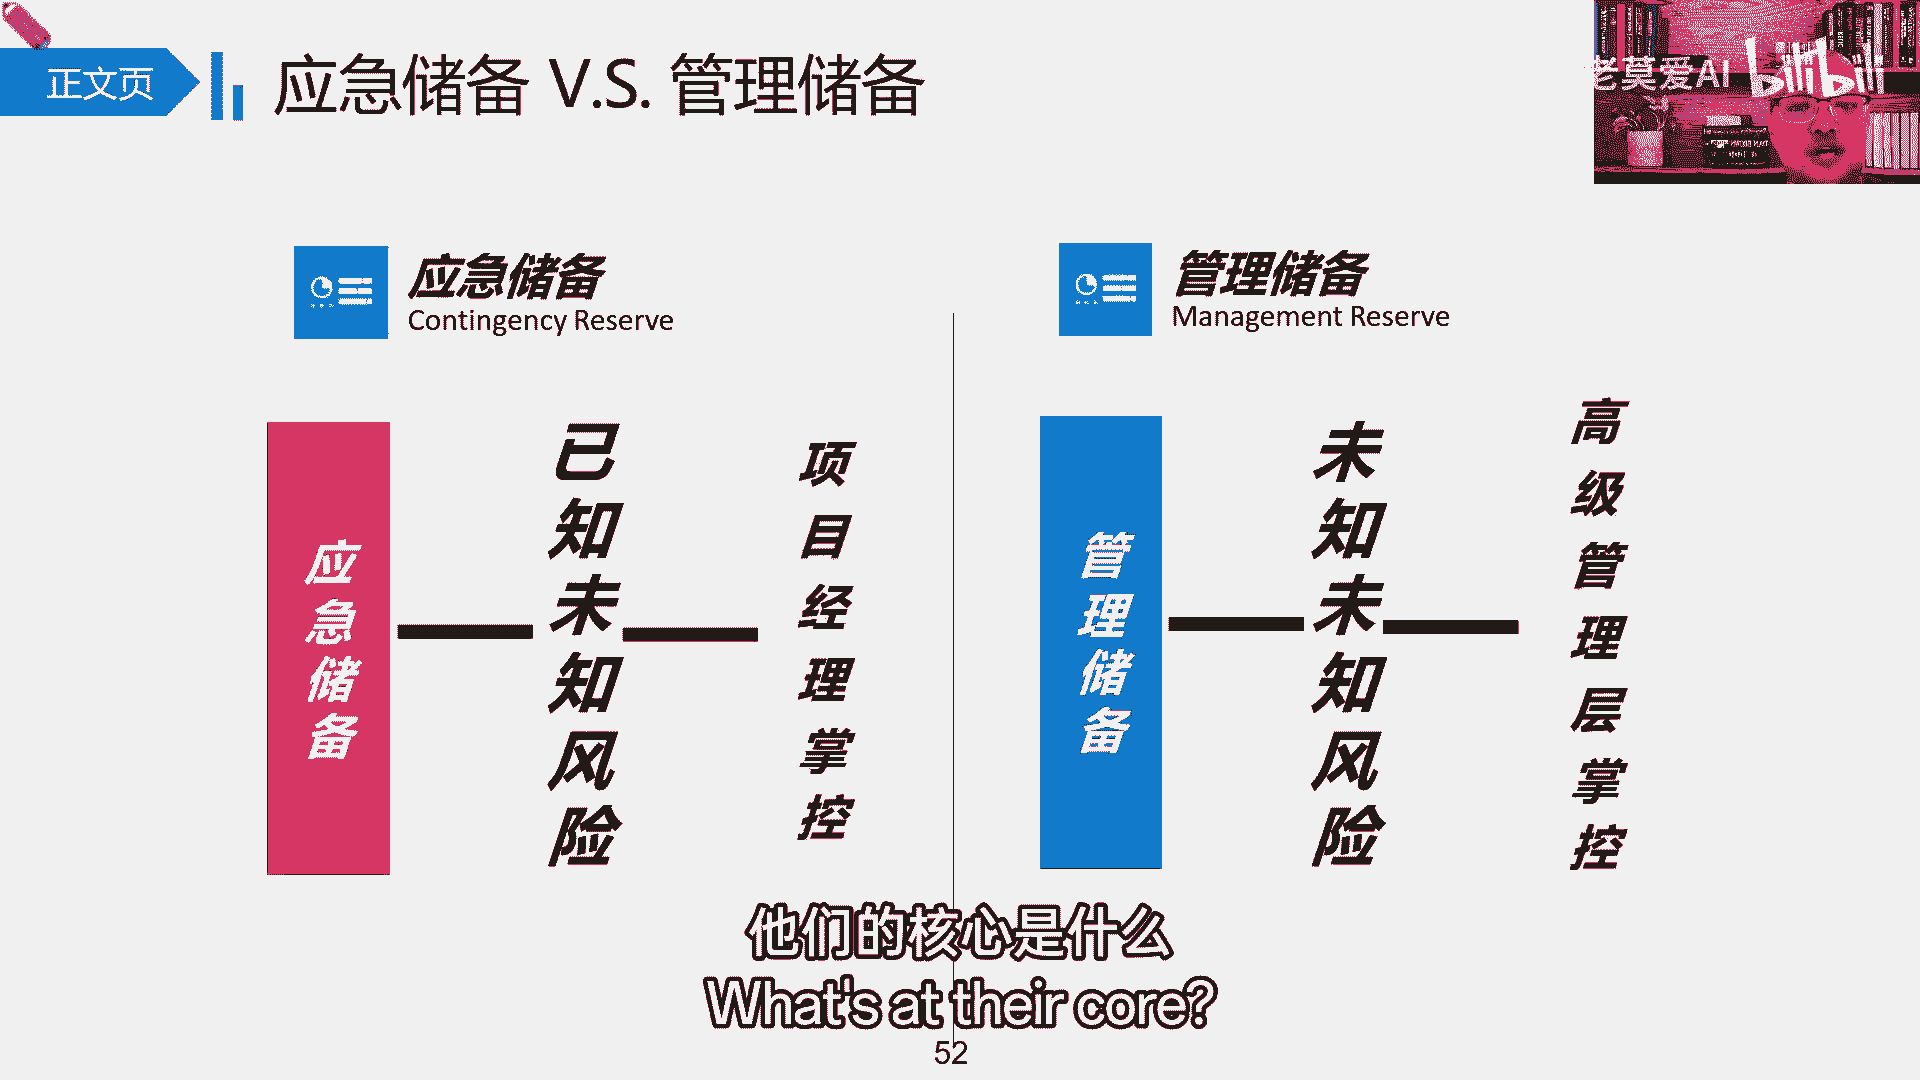 正文页
应急储备 V.S. 管理储备
老莫爱AI
bilibili
应急储备
Contingency Reserve
应急储备
已知未知风险
项目经理掌控
管理储备
Management Reserve
管理储备
未知未知风险
高级管理层掌控
他们的核心是什么
What's at their core?
52